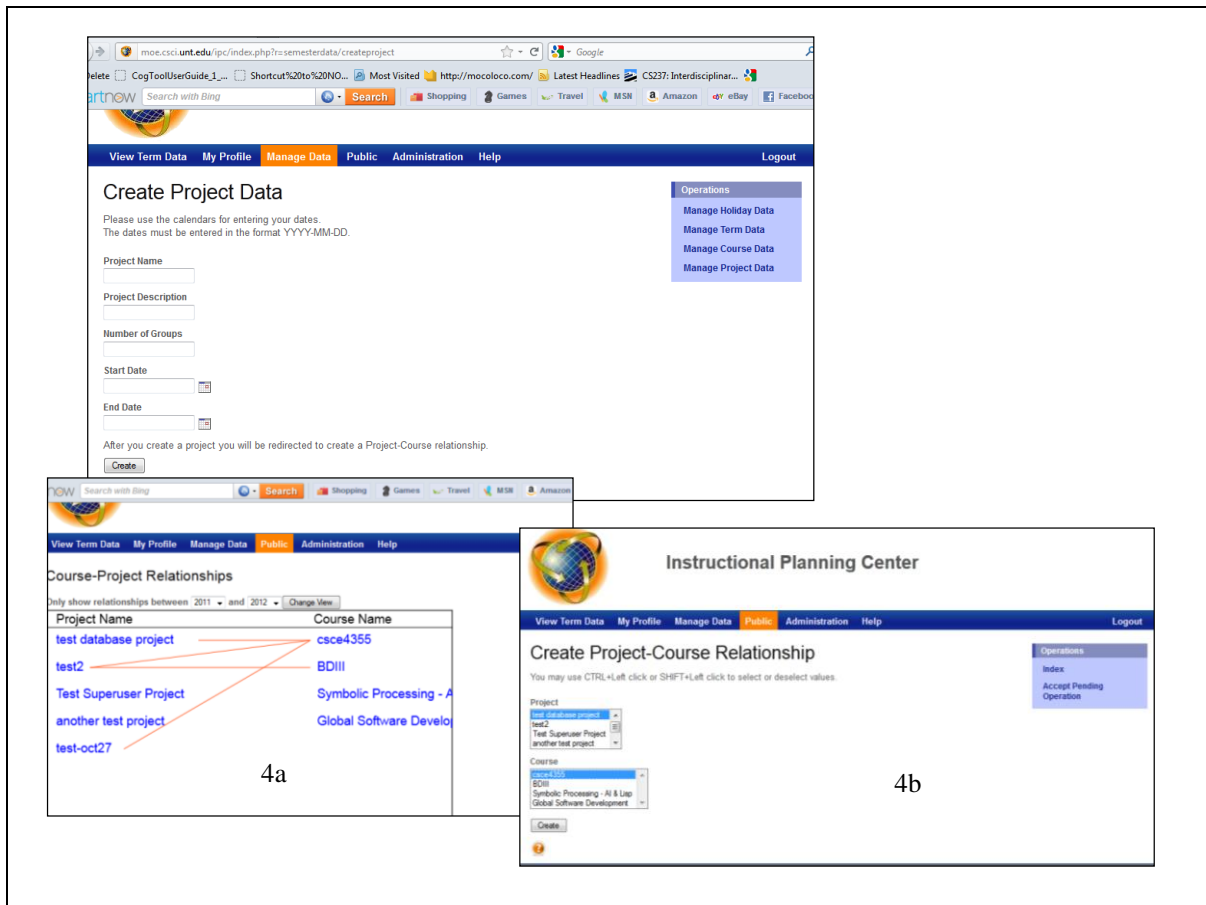 moe.csci.unt.edu/ipc/index.php?r=semesterdata/createproject Google
elete CogToolUserGuide_1_... Shortcut%20to%20NO... Most Visited http://mocoloco.com/ Latest Headlines CS237: Interdisciplinar...
artnow Search with Bing Search Shopping Games Travel MSN Amazon eBay Faceboo
View Term Data My Profile Manage Data Public Administration Help Logout
Create Project Data
Please use the calendars for entering your dates.
The dates must be entered in the format YYYY-MM-DD.
Project Name
Project Description
Number of Groups
Start Date
End Date
After you create a project you will be redirected to create a Project-Course relationship.
Create
Operations
Manage Holiday Data
Manage Term Data
Manage Course Data
Manage Project Data
now Search with Bing Search Shopping Games Travel MSN Amazon
View Term Data My Profile Manage Data Public Administration Help
Course-Project Relationships
Only show relationships between 2011 and 2012 Change View
Project Name Course Name
test database project csce4355
test2 BDIII
Test Superuser Project Symbolic Processing - A
another test project Global Software Develop
test-oct27
4a
Instructional Planning Center
View Term Data My Profile Manage Data Public Administration Help Logout
Create Project-Course Relationship
You may use CTRL+Left click or SHIFT+Left click to select or deselect values.
Project
test database project
test2
Test Superuser Project
another test project
Course
csce4355
BDIII
Symbolic Processing - AI & Lisp
Global Software Development
Create
Operations
Index
Accept Pending
Operation
4b